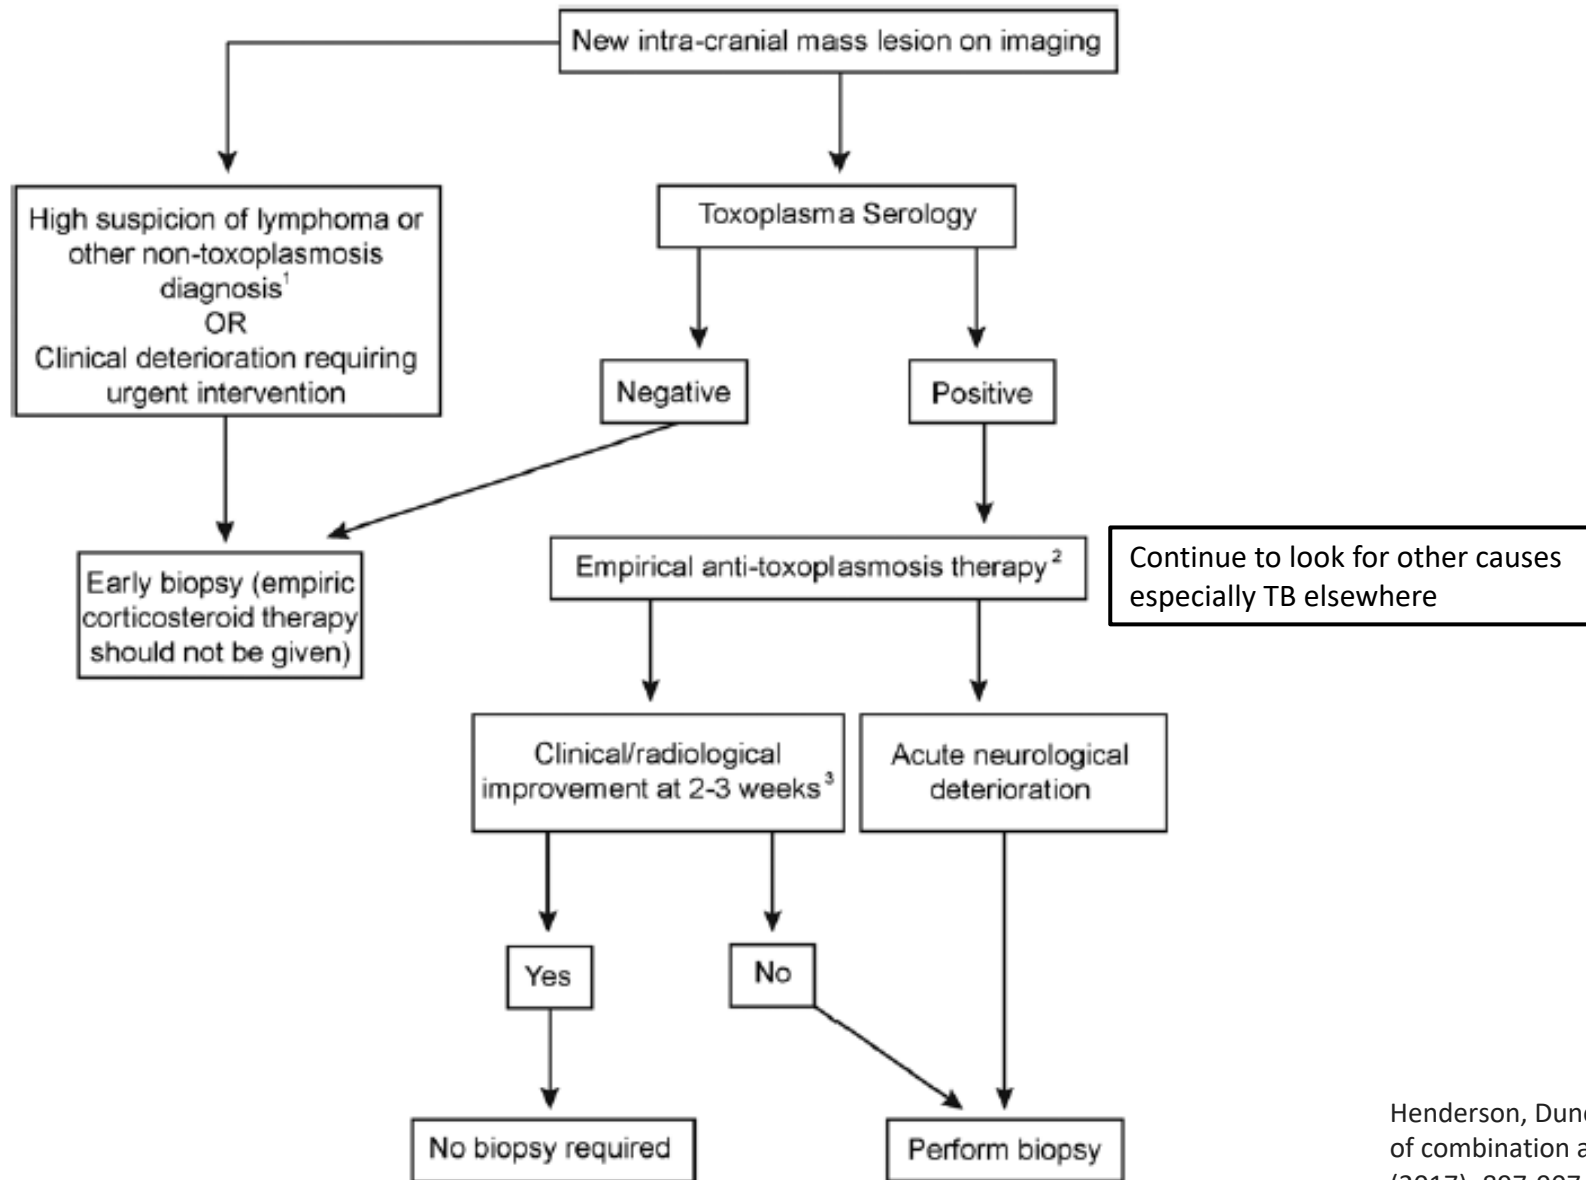 New intra-cranial mass lesion on imaging
High suspicion of lymphoma or
other non-toxoplasmosis
diagnosis¹
OR
Clinical deterioration requiring
urgent intervention
Toxoplasma Serology
Negative
Positive
Early biopsy (empiric
corticosteroid therapy
should not be given)
Empirical anti-toxoplasmosis therapy²
Continue to look for other causes
especially TB elsewhere
Clinical/radiological
improvement at 2-3 weeks³
Acute neurological
deterioration
Yes
No
No biopsy required
Perform biopsy
Henderson, Dunc
of combination a